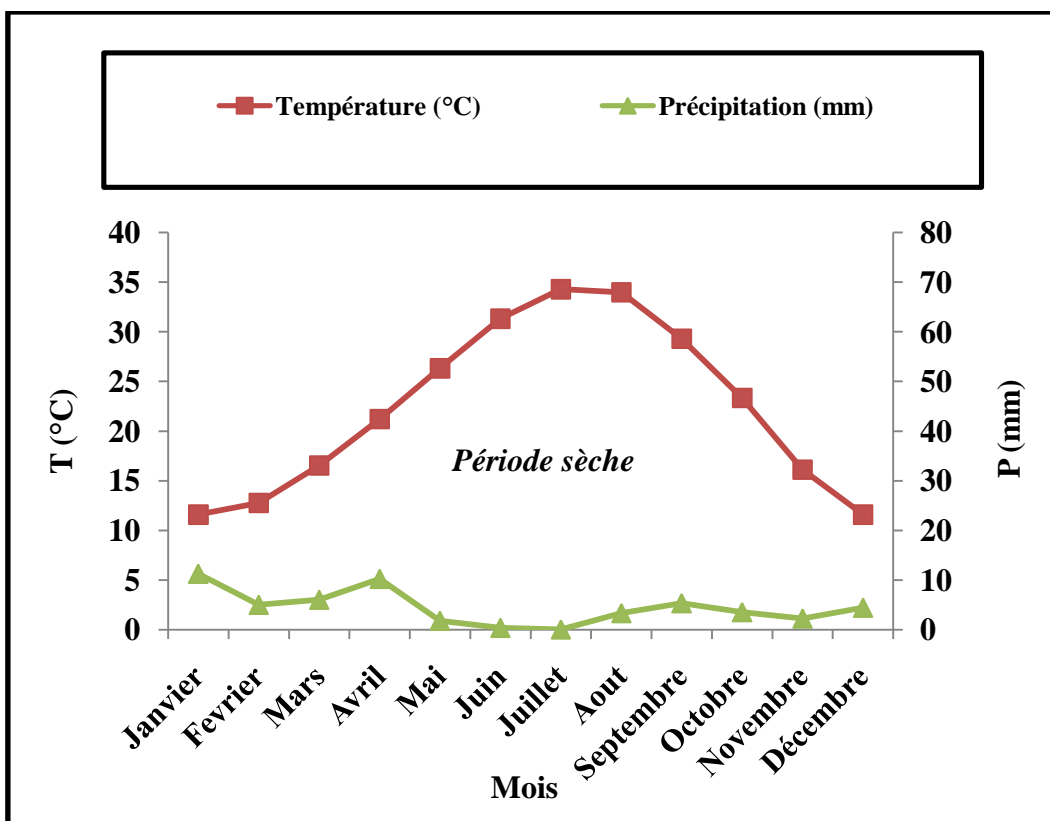 Température (°C) Précipitation (mm)
40 80
35 70
30 60
25 50
20 40
15 30
10 20
5 10
0 0
T (°C)
P (mm)
Période sèche
Janvier Fevrier Mars Avril Mai Juin Juillet Aout Septembre Octobre Novembre Décembre
Mois